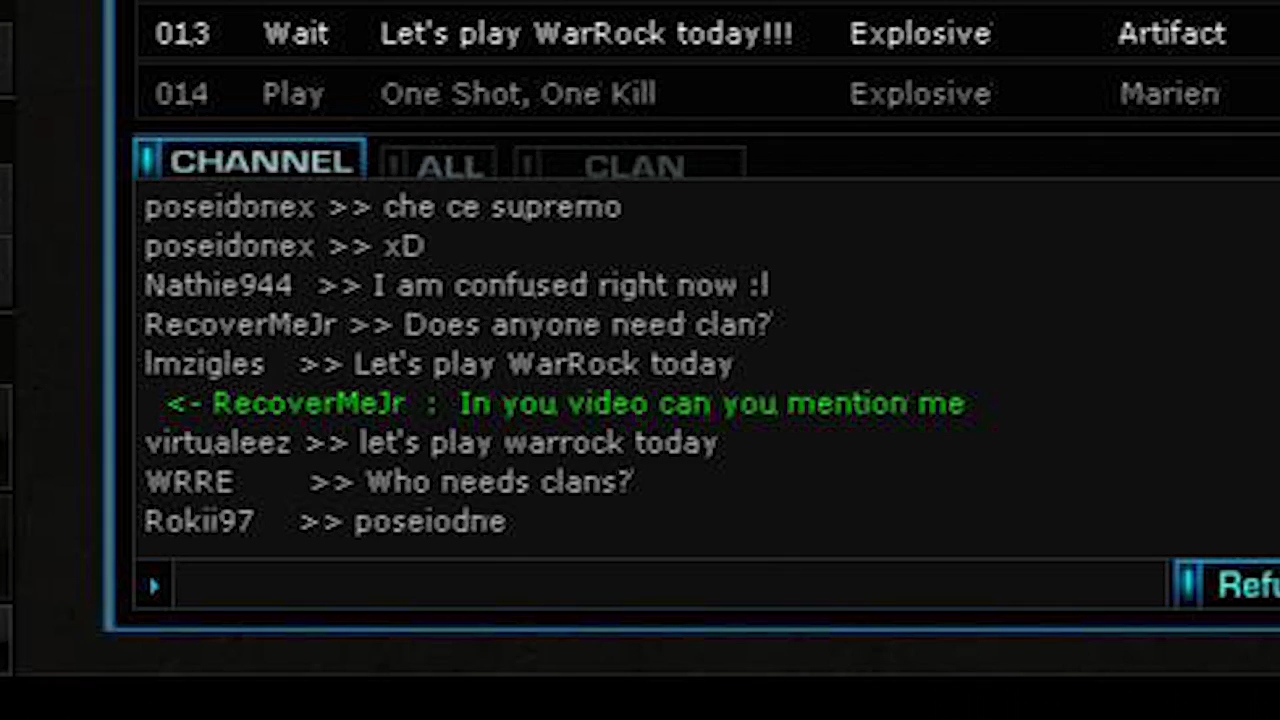 013 Wait Let's play WarRock today!!! Explosive Artifact
014 Play One Shot, One Kill Explosive Marien
CHANNEL ALL CLAN
poseidonex >> che ce supremo
poseidonex >> xD
Nathie944 >> I am confused right now :l
RecoverMeJr >> Does anyone need clan?
lmzigles >> Let's play WarRock today
<- RecoverMeJr : In you video can you mention me
virtualeez >> let's play warrock today
WRRE >> Who needs clans?
Rokii97 >> poseiodne